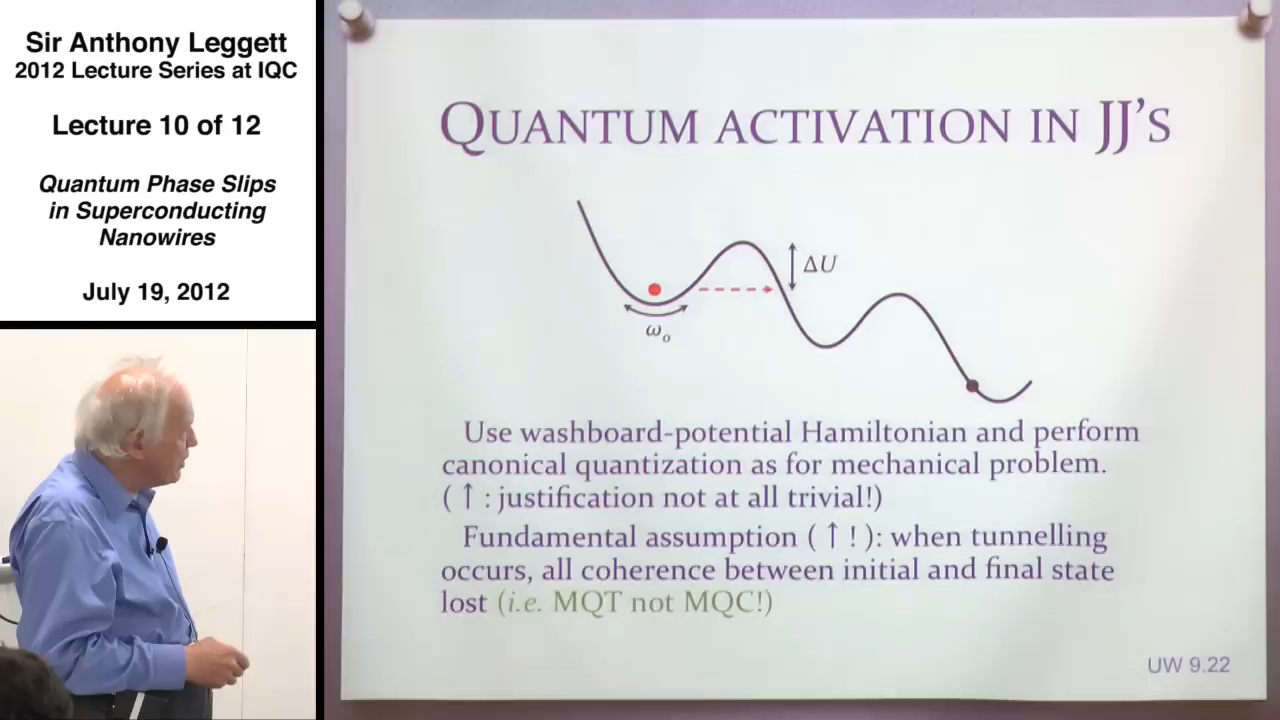 Sir Anthony Leggett
2012 Lecture Series at IQC
Lecture 10 of 12
Quantum Phase Slips
in Superconducting
Nanowires
July 19, 2012
QUANTUM ACTIVATION IN JJ'S
ΔU
ωo
Use washboard-potential Hamiltonian and perform
canonical quantization as for mechanical problem.
(↑: justification not at all trivial!)
Fundamental assumption (↑!): when tunnelling
occurs, all coherence between initial and final state
lost (i.e. MQT not MQC!)
UW 9.22